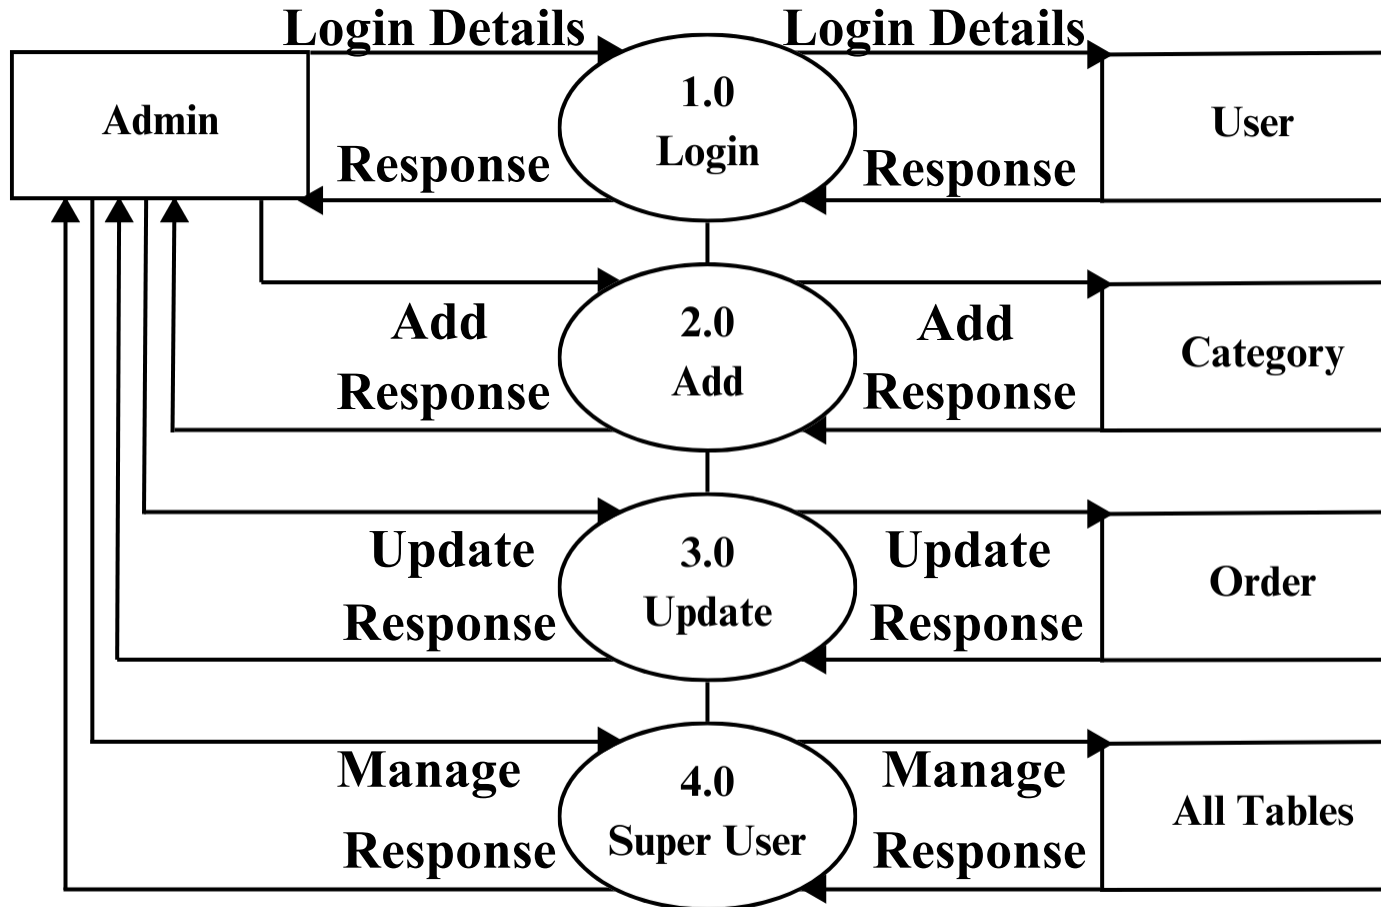 Login Details
Login Details
Admin
1.0
Login
User
Response
Response
Add
Response
2.0
Add
Add
Response
Category
Update
Response
3.0
Update
Update
Response
Order
Manage
Response
4.0
Super User
Manage
Response
All Tables